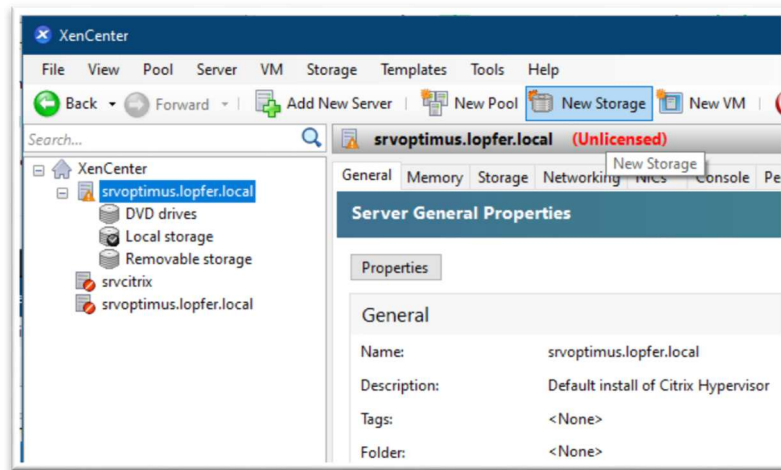 XenCenter
File View Pool Server VM Storage Templates Tools Help
Back Forward Add New Server New Pool New Storage New VM
Search... srvoptimus.lopfer.local (Unlicensed)
New Storage
XenCenter
srvoptimus.lopfer.local
DVD drives
Local storage
Removable storage
srvcitrix
srvoptimus.lopfer.local
General Memory Storage Networking NICs Console Pe
Server General Properties
Properties
General
Name: srvoptimus.lopfer.local
Description: Default install of Citrix Hypervisor
Tags: <None>
Folder: <None>